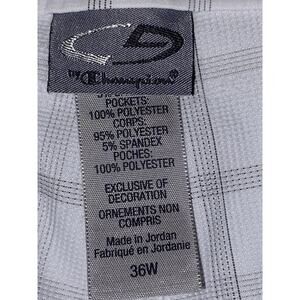 by Champion
POCKETS:
100% POLYESTER
CORPS:
95% POLYESTER
5% SPANDEX
POCHES:
100% POLYESTER
EXCLUSIVE OF
DECORATION
ORNEMENTS NON
COMPRIS
Made in Jordan
Fabriqué en Jordanie
36W